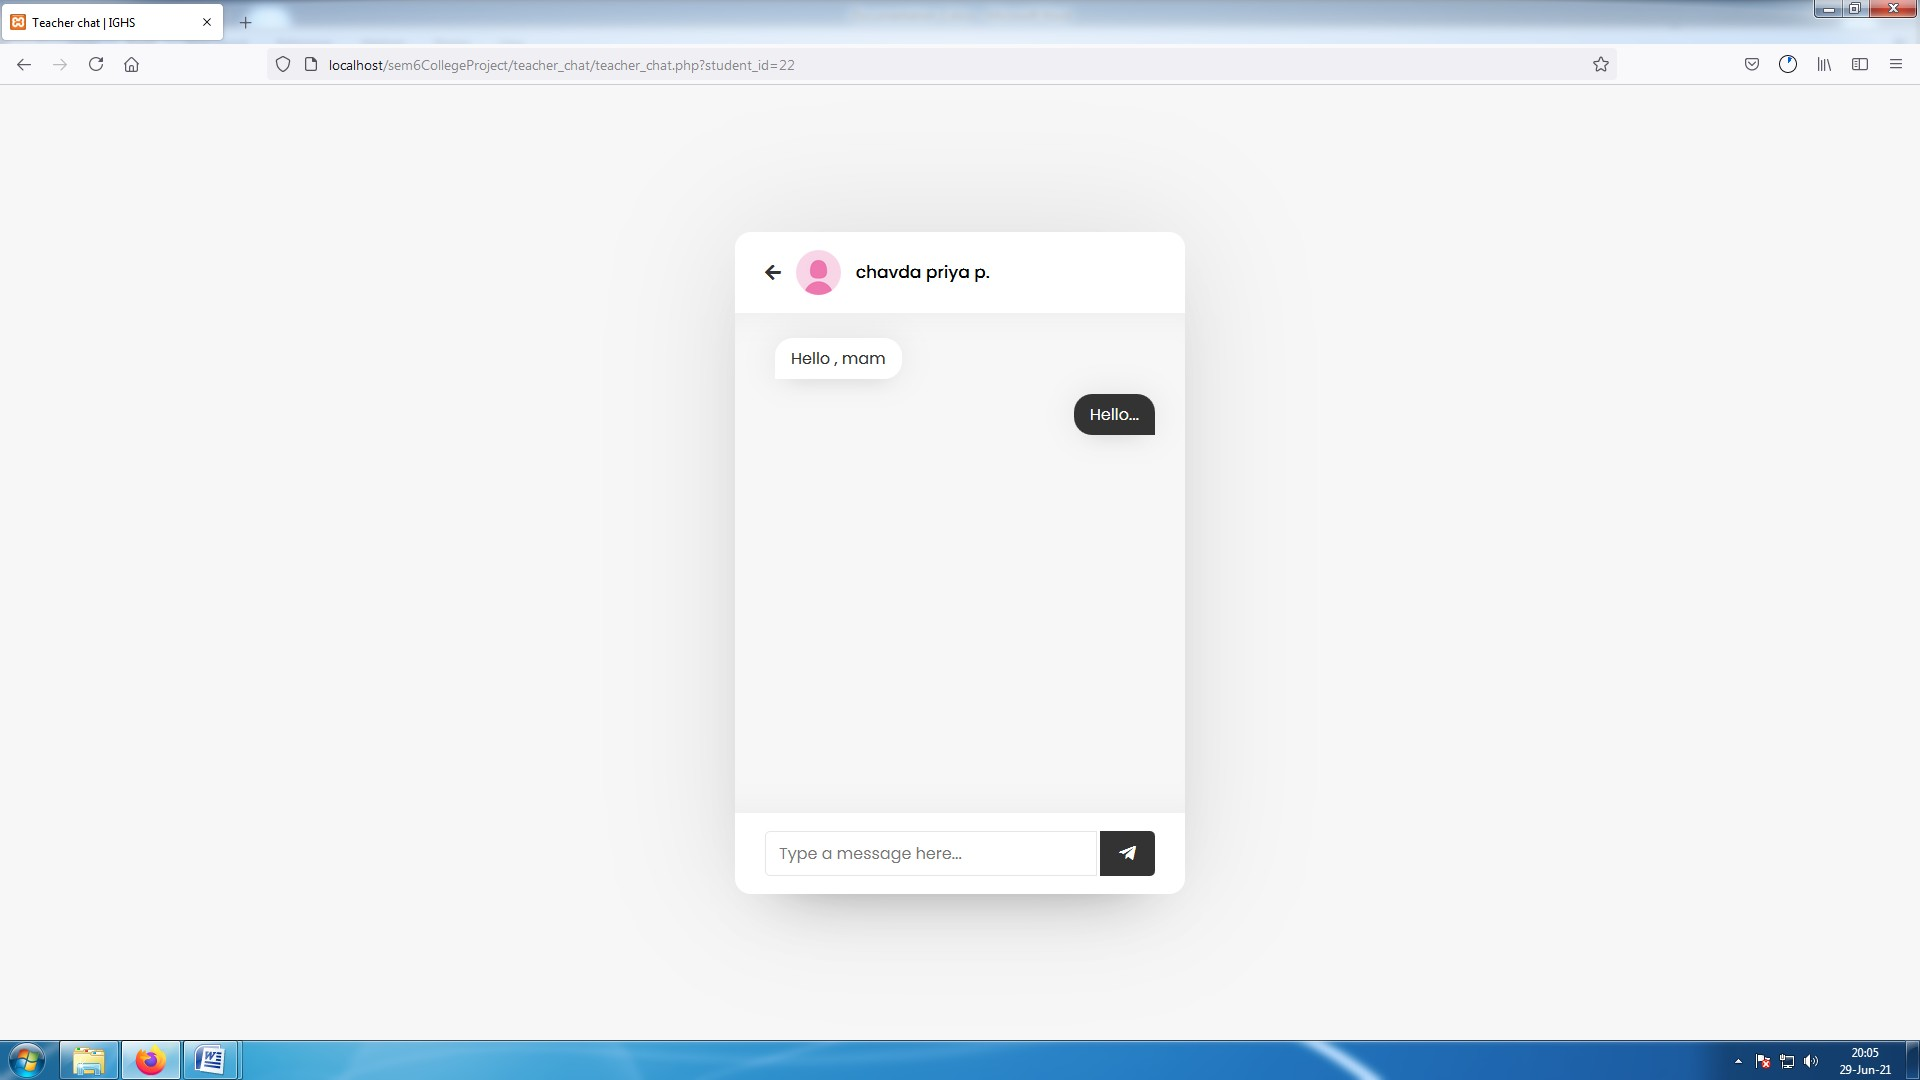 Teacher chat | IGHS
localhost/sem6CollegeProject/teacher_chat/teacher_chat.php?student_id=22
chavda priya p.
Hello , mam
Hello...
Type a message here...
20:05
29-Jun-21